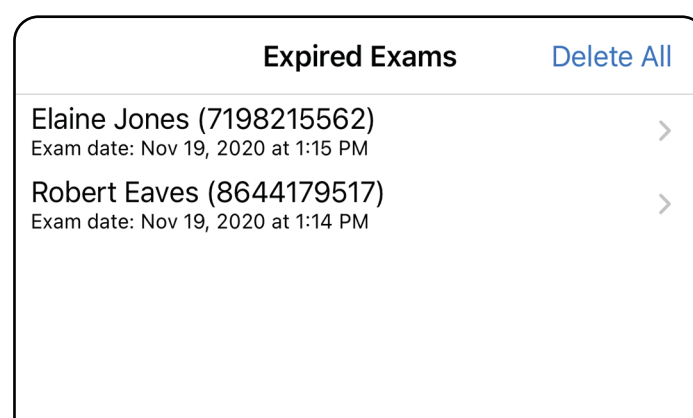 Expired Exams
Delete All
Elaine Jones (7198215562)
Exam date: Nov 19, 2020 at 1:15 PM
Robert Eaves (8644179517)
Exam date: Nov 19, 2020 at 1:14 PM